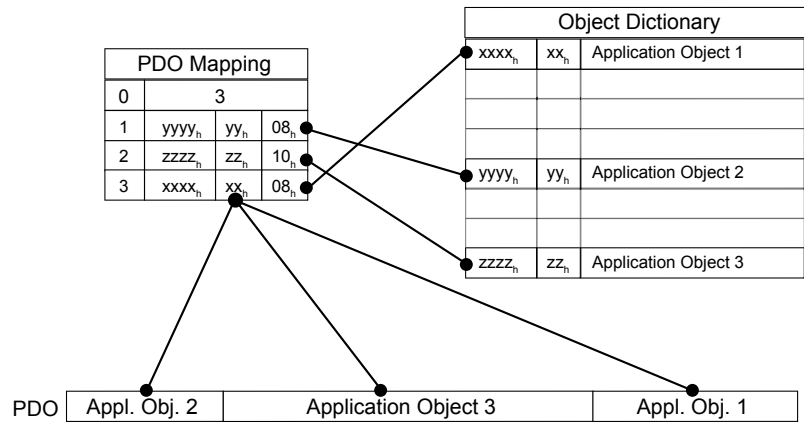 PDO Mapping
0 3
1 yyyyₕ yyₕ 08ₕ
2 zzzzₕ zzₕ 10ₕ
3 xxxxₕ xxₕ 08ₕ
Object Dictionary
xxxxₕ xxₕ Application Object 1
yyyyₕ yyₕ Application Object 2
zzzzₕ zzₕ Application Object 3
PDO Appl. Obj. 2 Application Object 3 Appl. Obj. 1